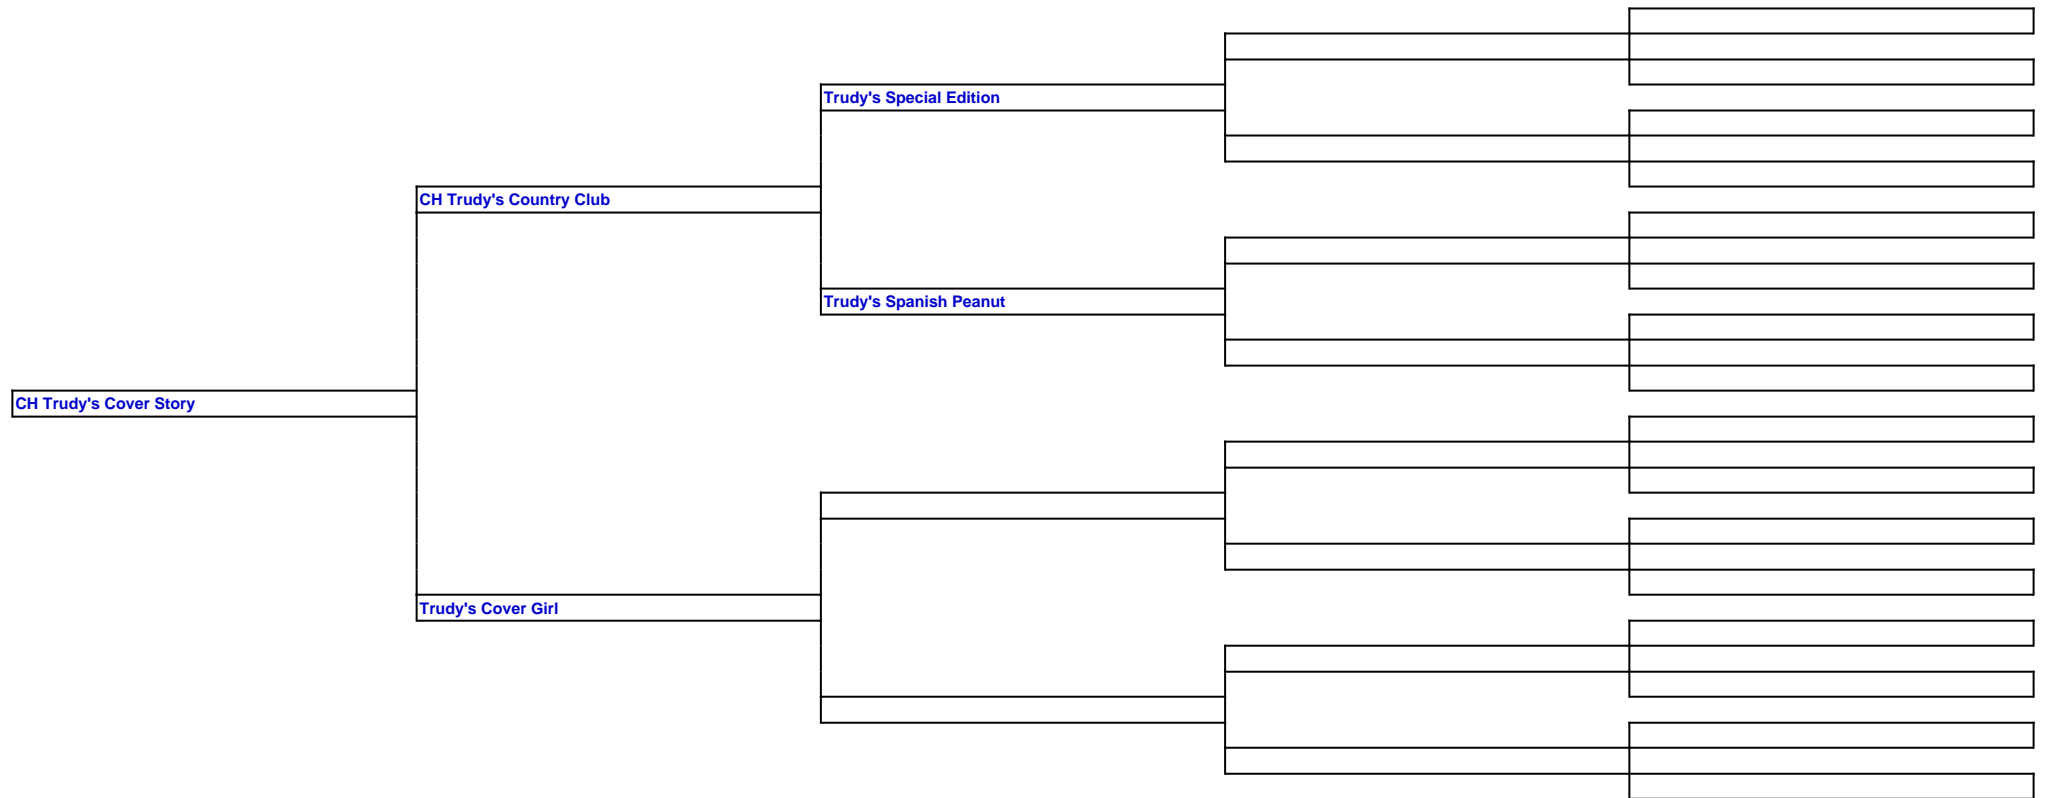 Trudy's Special Edition
CH Trudy's Country Club
Trudy's Spanish Peanut
CH Trudy's Cover Story
Trudy's Cover Girl